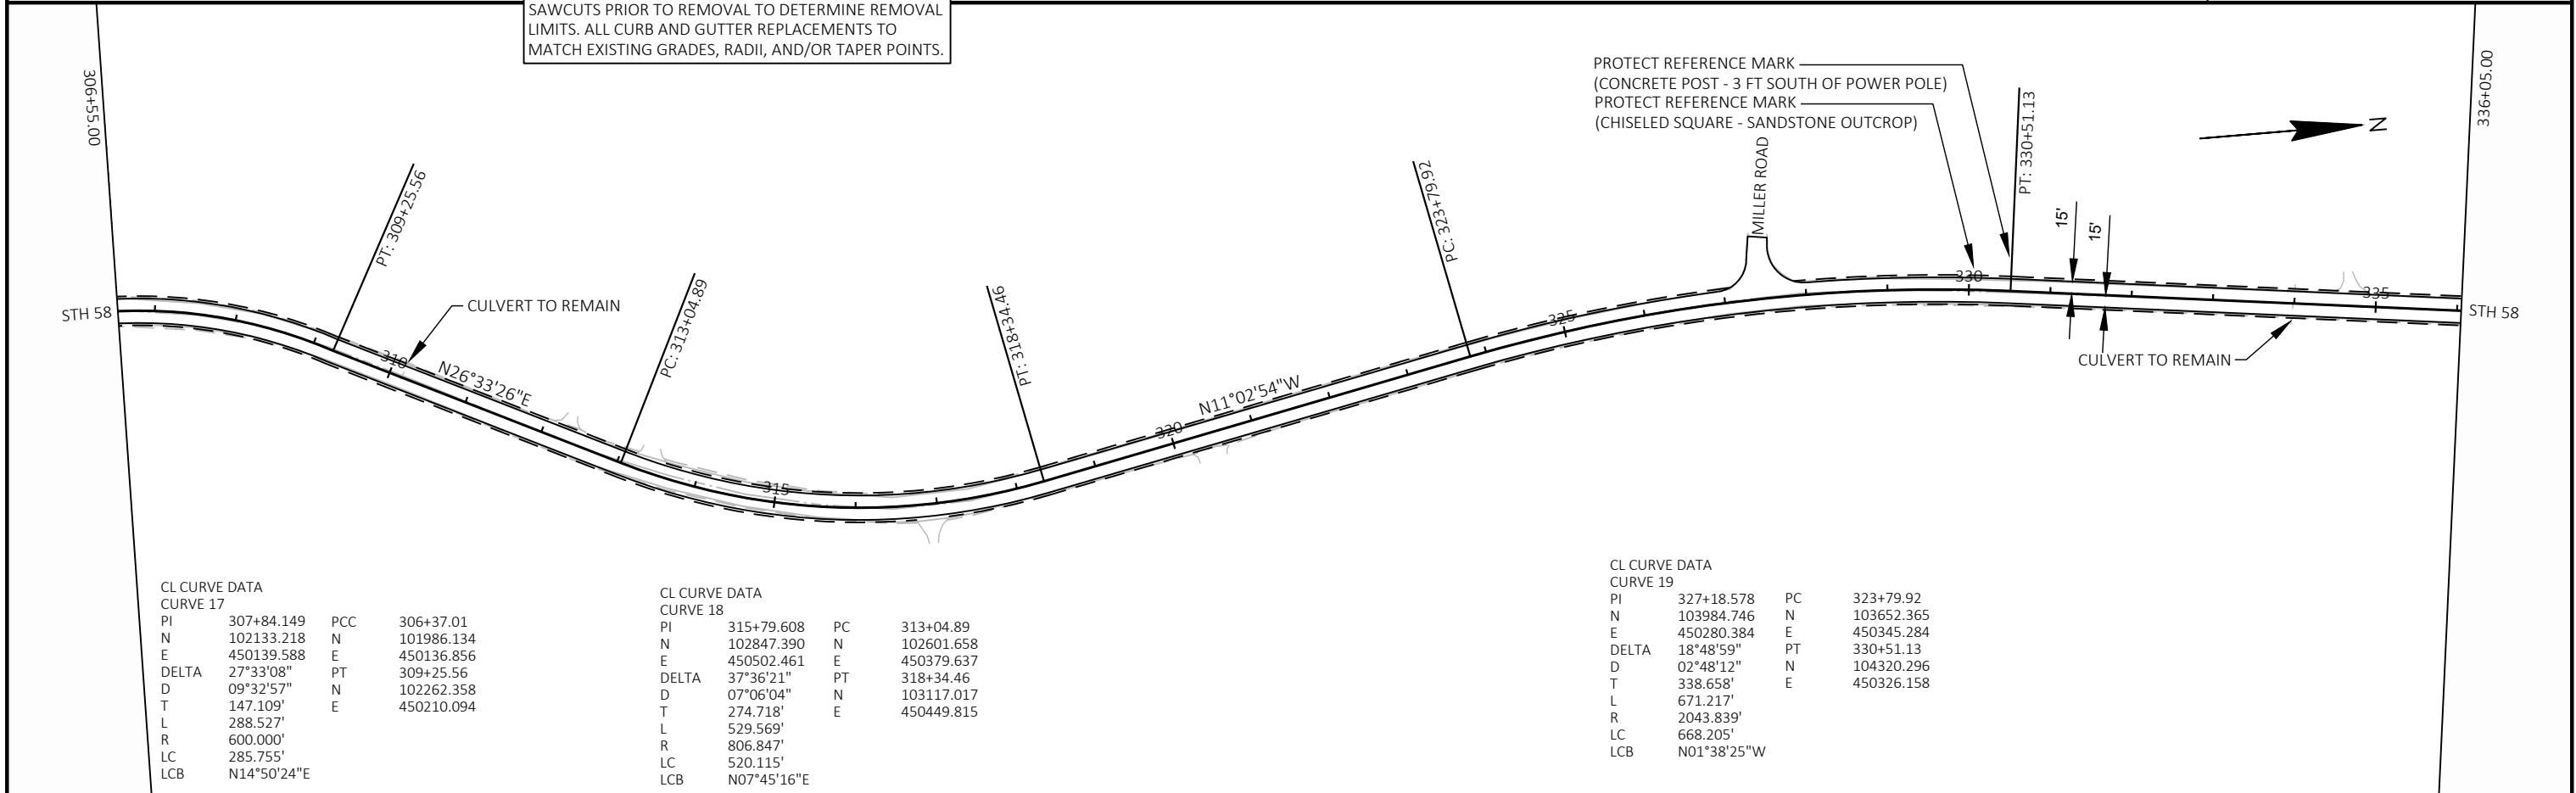 SAWCUTS PRIOR TO REMOVAL TO DETERMINE REMOVAL
LIMITS. ALL CURB AND GUTTER REPLACEMENTS TO
MATCH EXISTING GRADES, RADII, AND/OR TAPER POINTS.
306+55.00
336+05.00
PROTECT REFERENCE MARK
(CONCRETE POST - 3 FT SOUTH OF POWER POLE)
PROTECT REFERENCE MARK
(CHISELED SQUARE - SANDSTONE OUTCROP)
N
PT: 309+25.56
PC: 313+04.89
PT: 318+34.46
PC: 323+79.92
MILLER ROAD
PT: 330+51.13
15'
15'
STH 58
CULVERT TO REMAIN
310
N26°33'26"E
315
320
N11°02'54"W
325
330
335
STH 58
CULVERT TO REMAIN
CL CURVE DATA
CURVE 17
PI 307+84.149 PCC 306+37.01
N 102133.218 N 101986.134
E 450139.588 E 450136.856
DELTA 27°33'08" PT 309+25.56
D 09°32'57" N 102262.358
T 147.109' E 450210.094
L 288.527'
R 600.000'
LC 285.755'
LCB N14°50'24"E
CL CURVE DATA
CURVE 18
PI 315+79.608 PC 313+04.89
N 102847.390 N 102601.658
E 450502.461 E 450379.637
DELTA 37°36'21" PT 318+34.46
D 07°06'04" N 103117.017
T 274.718' E 450449.815
L 529.569'
R 806.847'
LC 520.115'
LCB N07°45'16"E
CL CURVE DATA
CURVE 19
PI 327+18.578 PC 323+79.92
N 103984.746 N 103652.365
E 450280.384 E 450345.284
DELTA 18°48'59" PT 330+51.13
D 02°48'12" N 104320.296
T 338.658' E 450326.158
L 671.217'
R 2043.839'
LC 668.205'
LCB N01°38'25"W